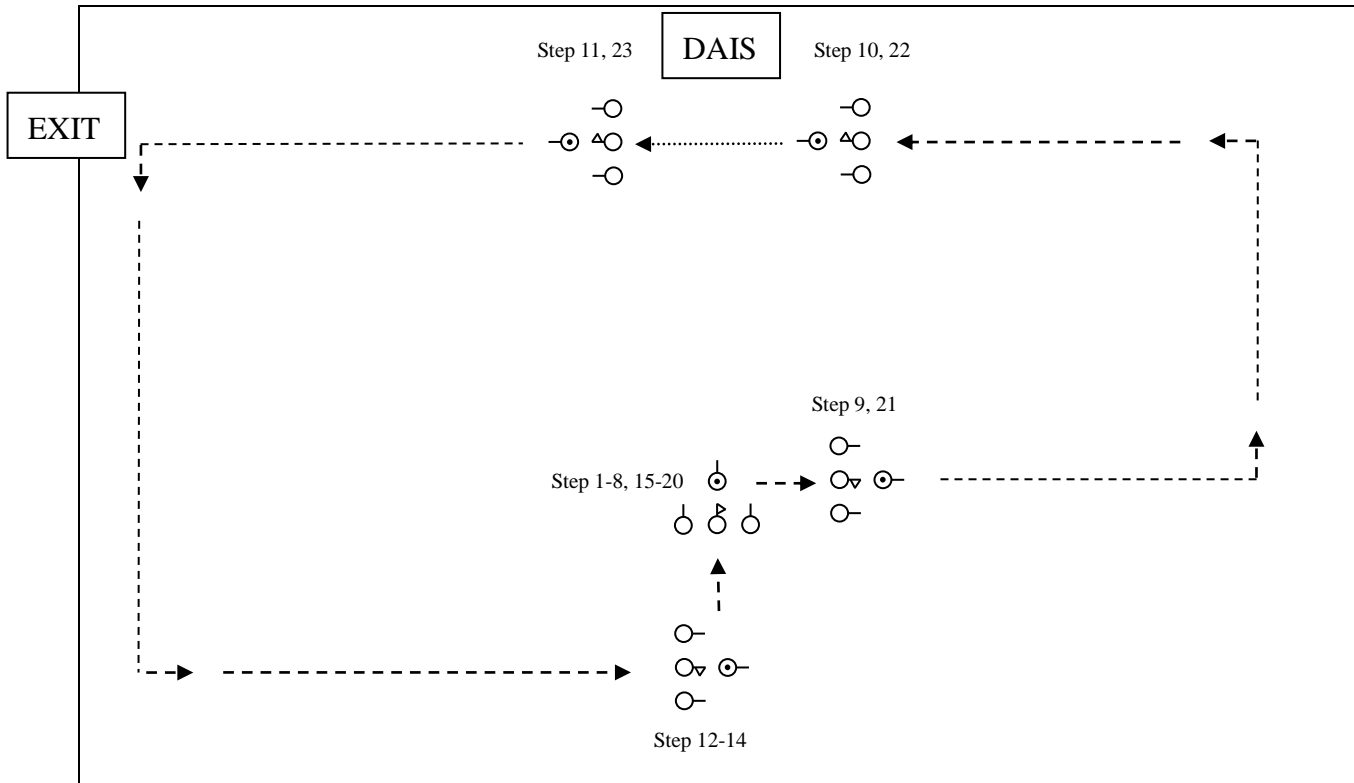 Step 11, 23
DAIS
Step 10, 22
EXIT
Step 9, 21
Step 1-8, 15-20
Step 12-14